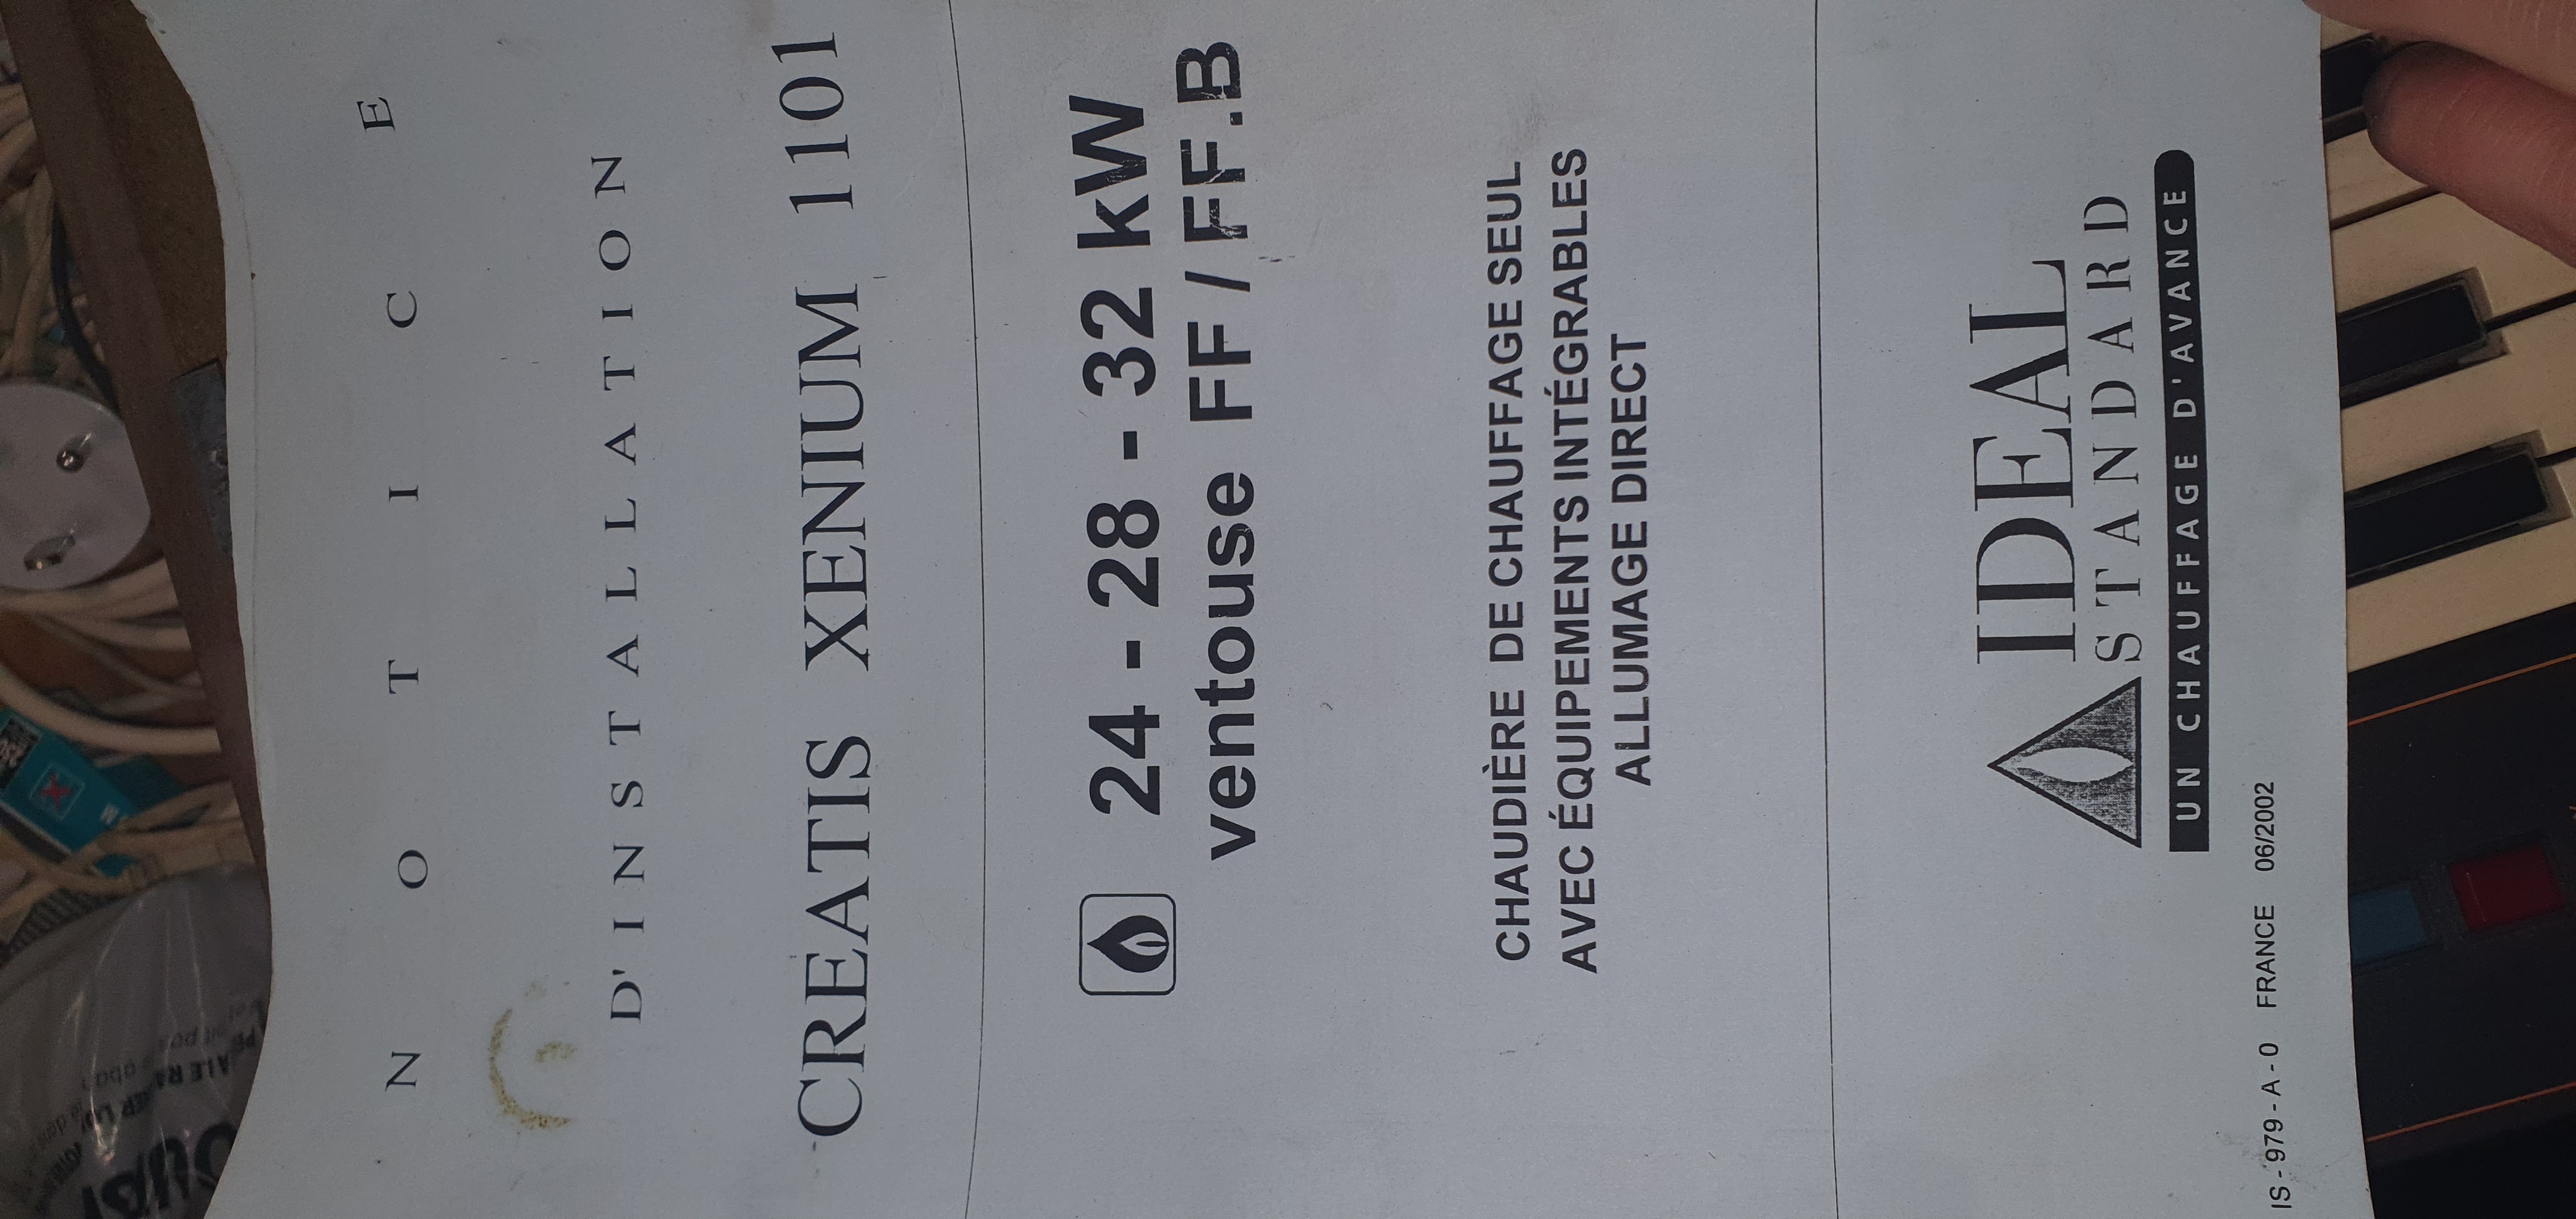 NOTICE
D'INSTALLATION
CREATIS XENIUM 1101
24 - 28 - 32 kW
ventouse FF / FF.B
CHAUDIÈRE DE CHAUFFAGE SEUL
AVEC ÉQUIPEMENTS INTÉGRABLES
ALLUMAGE DIRECT
IDEAL
STANDARD
UN CHAUFFAGE D'AVANCE
IS - 979 - A - 0 FRANCE 06/2002